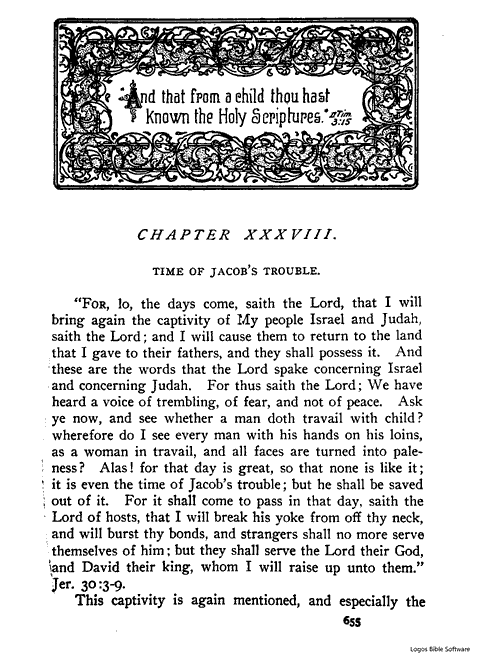 "And that from a child thou hast
Known the Holy Scriptures." II Tim. 3:15
CHAPTER XXXVIII.
TIME OF JACOB'S TROUBLE.
"FOR, lo, the days come, saith the Lord, that I will
bring again the captivity of My people Israel and Judah,
saith the Lord; and I will cause them to return to the land
that I gave to their fathers, and they shall possess it. And
these are the words that the Lord spake concerning Israel
and concerning Judah. For thus saith the Lord; We have
heard a voice of trembling, of fear, and not of peace. Ask
ye now, and see whether a man doth travail with child?
wherefore do I see every man with his hands on his loins,
as a woman in travail, and all faces are turned into pale-
ness? Alas! for that day is great, so that none is like it;
it is even the time of Jacob's trouble; but he shall be saved
out of it. For it shall come to pass in that day, saith the
Lord of hosts, that I will break his yoke from off thy neck,
and will burst thy bonds, and strangers shall no more serve
themselves of him; but they shall serve the Lord their God,
and David their king, whom I will raise up unto them."
Jer. 30:3-9.
This captivity is again mentioned, and especially the
655
Logos Bible Software